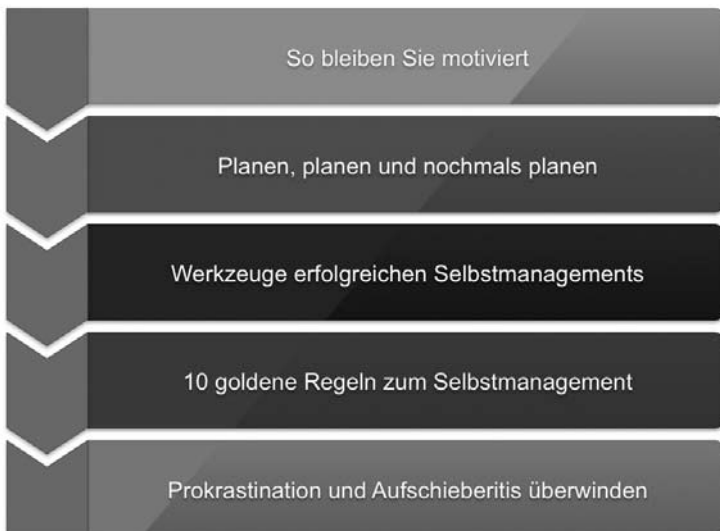 So bleiben Sie motiviert
Planen, planen und nochmals planen
Werkzeuge erfolgreichen Selbstmanagements
10 goldene Regeln zum Selbstmanagement
Prokrastination und Aufschieberitis überwinden